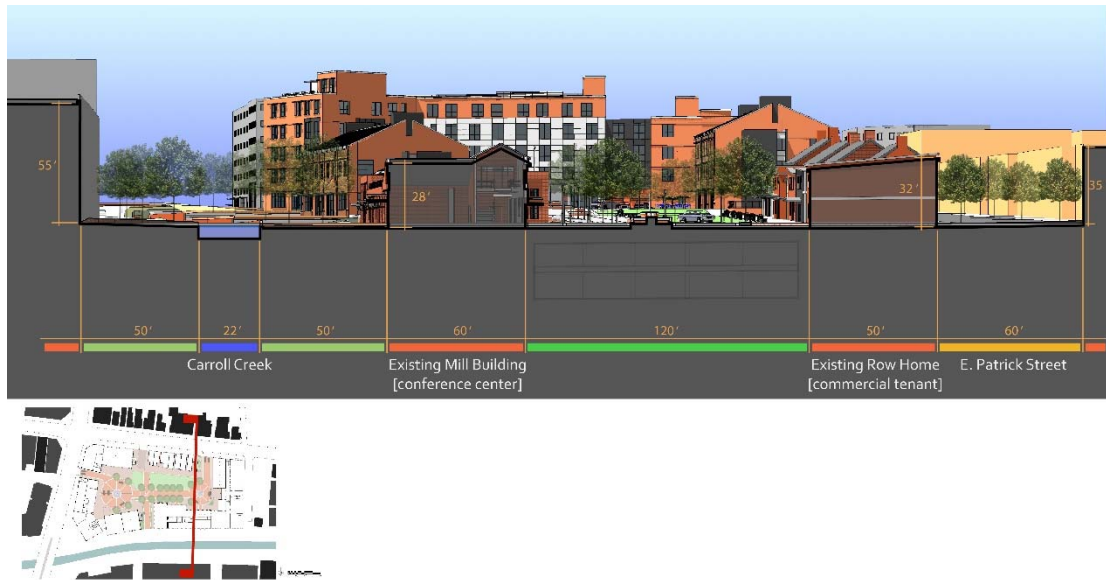 55'
28'
32'
35
50'
22'
50'
60'
120'
50'
60'
Carroll Creek
Existing Mill Building
[conference center]
Existing Row Home
[commercial tenant]
E. Patrick Street